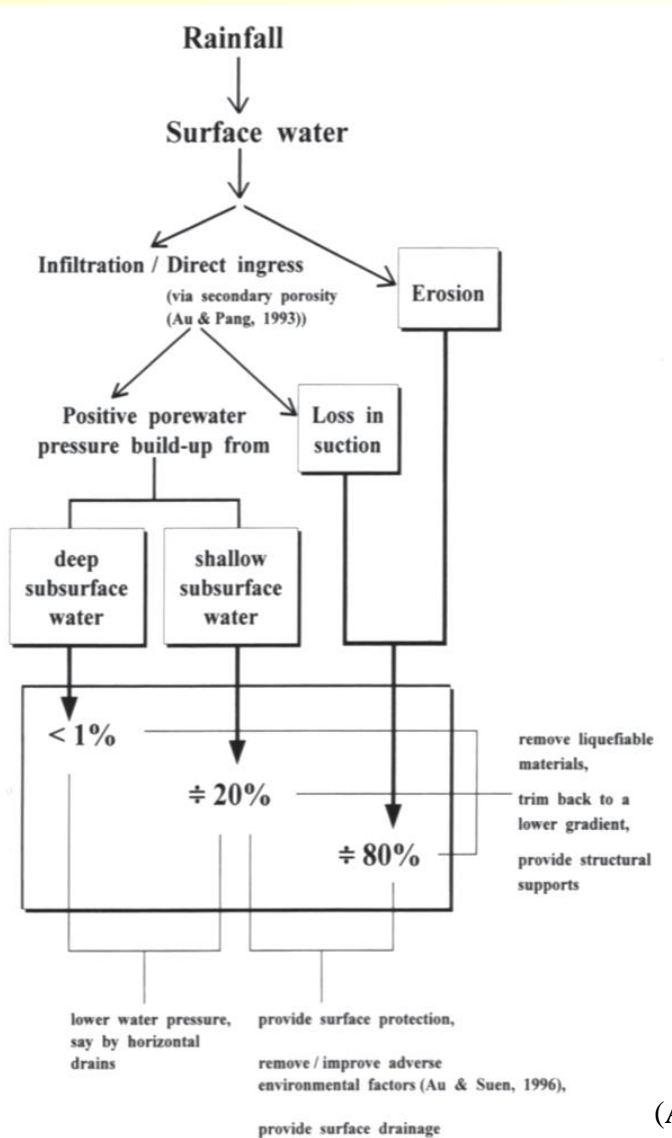 Rainfall
Surface water
Infiltration / Direct ingress
(via secondary porosity
(Au & Pang, 1993))
Erosion
Positive porewater
pressure build-up from
Loss in
suction
deep
subsurface
water
shallow
subsurface
water
< 1%
÷ 20%
÷ 80%
remove liquefiable
materials,
trim back to a
lower gradient,
provide structural
supports
lower water pressure,
say by horizontal
drains
provide surface protection,
remove / improve adverse
environmental factors (Au & Suen, 1996),
provide surface drainage